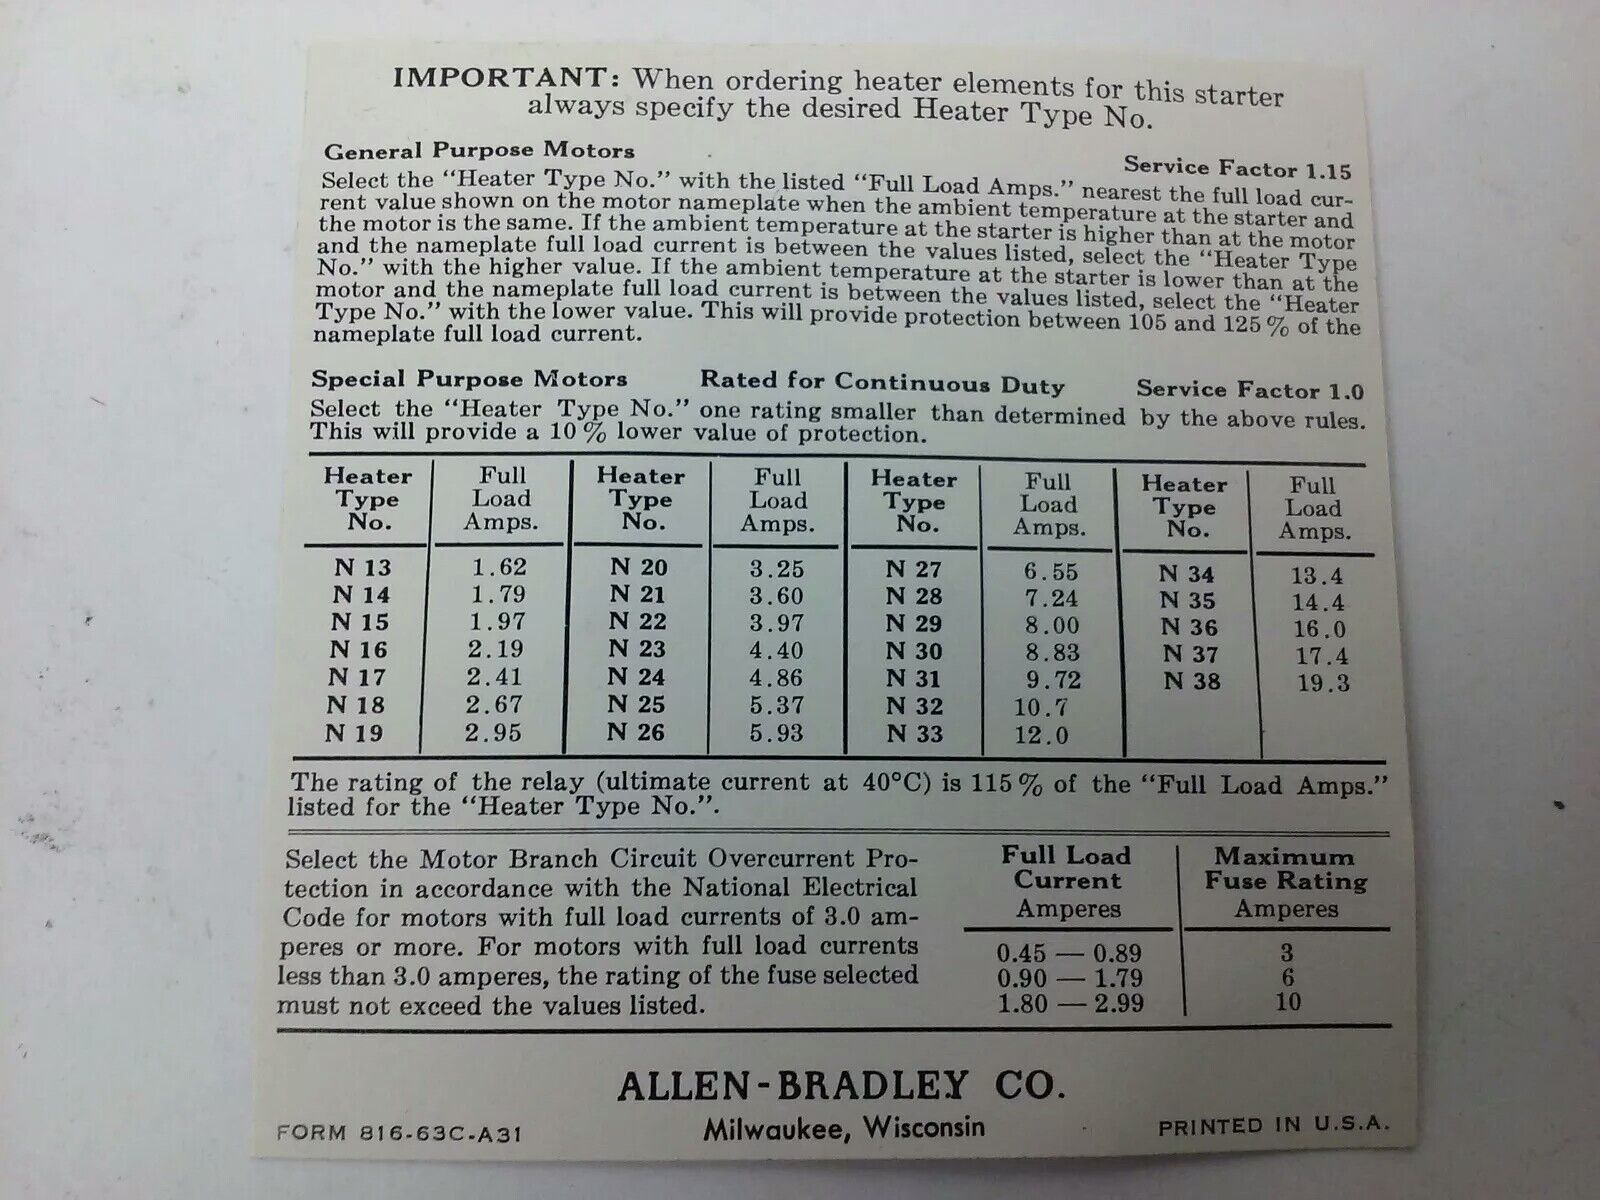 IMPORTANT: When ordering heater elements for this starter
always specify the desired Heater Type No.
General Purpose Motors Service Factor 1.15
Select the "Heater Type No." with the listed "Full Load Amps." nearest the full load cur-
rent value shown on the motor nameplate when the ambient temperature at the starter and
the motor is the same. If the ambient temperature at the starter is higher than at the motor
and the nameplate full load current is between the values listed, select the "Heater Type
No." with the higher value. If the ambient temperature at the starter is lower than at the
motor and the nameplate full load current is between the values listed, select the "Heater
Type No." with the lower value. This will provide protection between 105 and 125% of the
nameplate full load current.
Special Purpose Motors Rated for Continuous Duty Service Factor 1.0
Select the "Heater Type No." one rating smaller than determined by the above rules.
This will provide a 10% lower value of protection.
Heater Full Heater Full Heater Full Heater Full
Type Load Type Load Type Load Type Load
No. Amps. No. Amps. No. Amps. No. Amps.
N 13 1.62 N 20 3.25 N 27 6.55 N 34 13.4
N 14 1.79 N 21 3.60 N 28 7.24 N 35 14.4
N 15 1.97 N 22 3.97 N 29 8.00 N 36 16.0
N 16 2.19 N 23 4.40 N 30 8.83 N 37 17.4
N 17 2.41 N 24 4.86 N 31 9.72 N 38 19.3
N 18 2.67 N 25 5.37 N 32 10.7
N 19 2.95 N 26 5.93 N 33 12.0
The rating of the relay (ultimate current at 40°C) is 115% of the "Full Load Amps."
listed for the "Heater Type No.".
Select the Motor Branch Circuit Overcurrent Pro-
tection in accordance with the National Electrical
Code for motors with full load currents of 3.0 am-
peres or more. For motors with full load currents
less than 3.0 amperes, the rating of the fuse selected
must not exceed the values listed.
Full Load Maximum
Current Fuse Rating
Amperes Amperes
0.45 — 0.89 3
0.90 — 1.79 6
1.80 — 2.99 10
ALLEN-BRADLEY CO.
FORM 816-63C-A31 Milwaukee, Wisconsin PRINTED IN U.S.A.